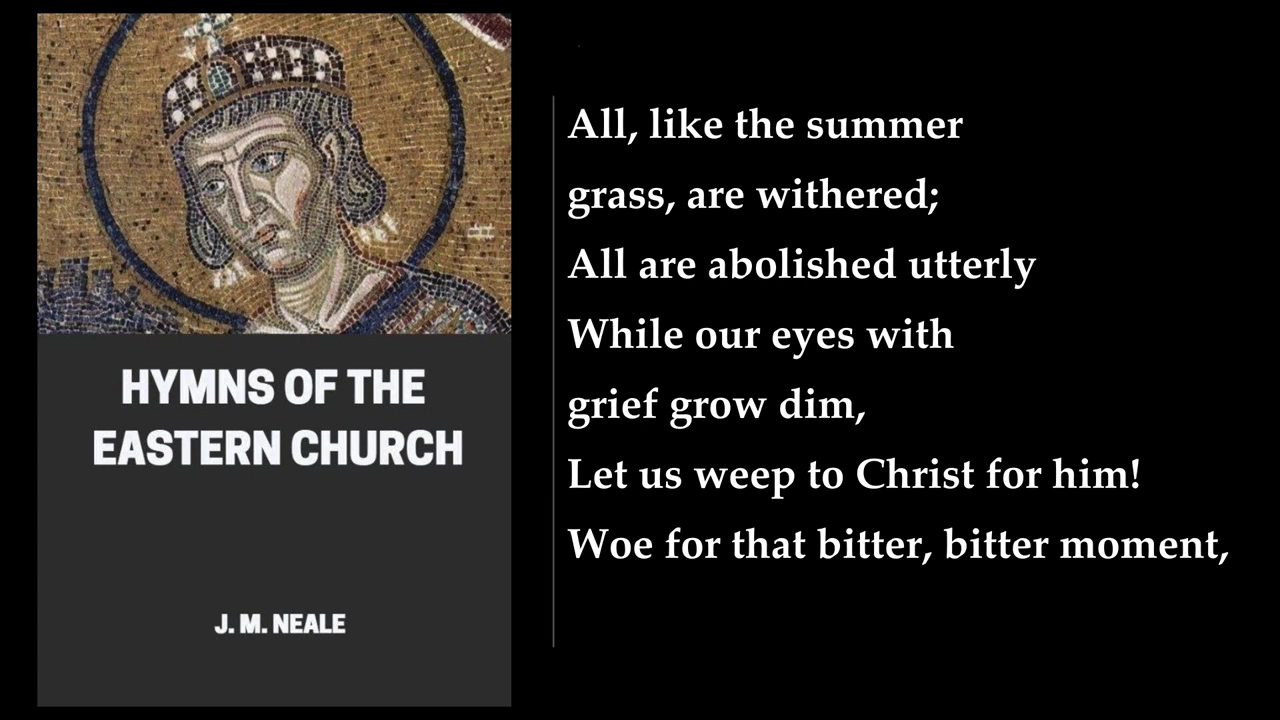 HYMNS OF THE
EASTERN CHURCH
J. M. NEALE
All, like the summer
grass, are withered;
All are abolished utterly
While our eyes with
grief grow dim,
Let us weep to Christ for him!
Woe for that bitter, bitter moment,